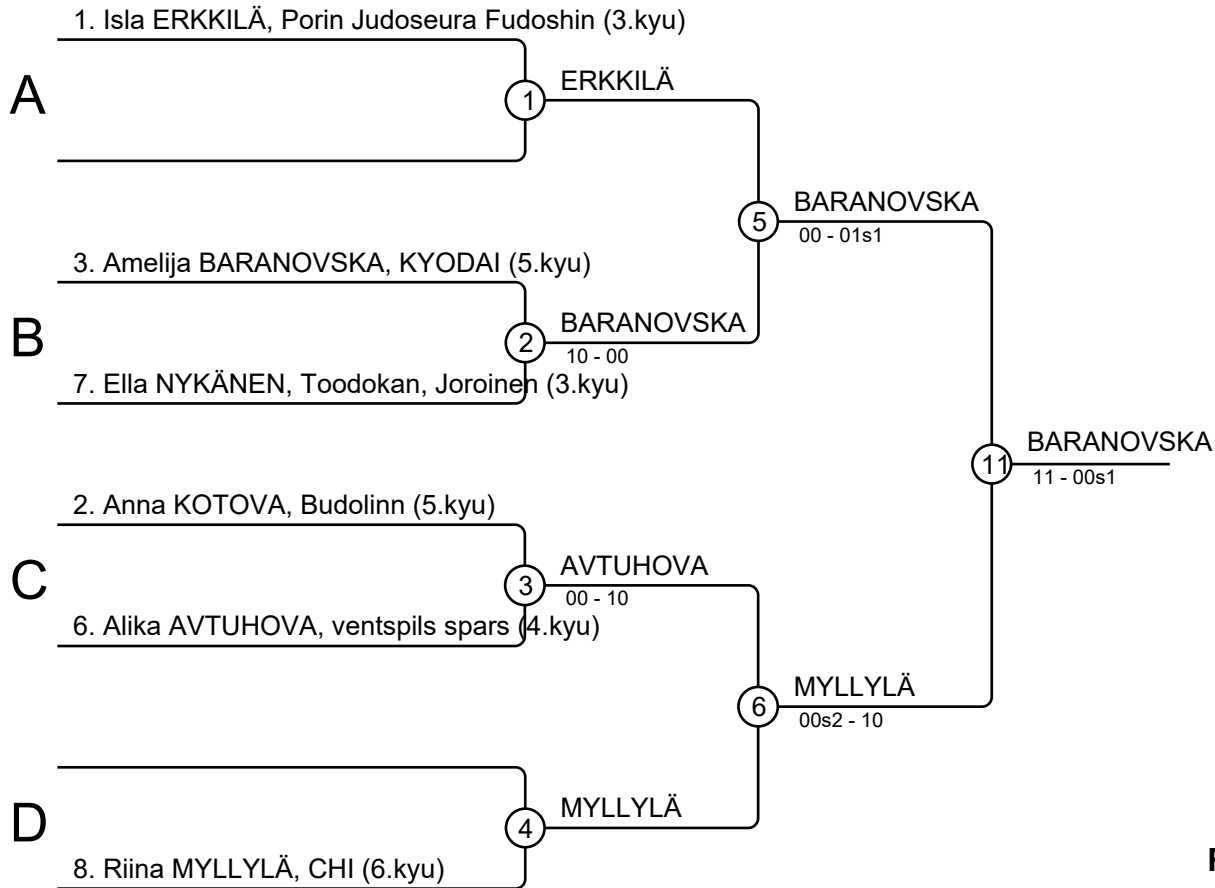 1. Isla ERKKILÄ, Porin Judoseura Fudoshin (3.kyu)
A
1
ERKKILÄ
5
BARANOVSKA
00 - 01s1
3. Amelija BARANOVSKA, KYODAI (5.kyu)
B
2
BARANOVSKA
10 - 00
7. Ella NYKÄNEN, Toodokan, Joroinen (3.kyu)
11
BARANOVSKA
11 - 00s1
2. Anna KOTOVA, Budolinn (5.kyu)
C
3
AVTUHOVA
00 - 10
6. Alika AVTUHOVA, ventspils spars (4.kyu)
6
MYLLYLÄ
00s2 - 10
D
4
MYLLYLÄ
8. Riina MYLLYLÄ, CHI (6.kyu)